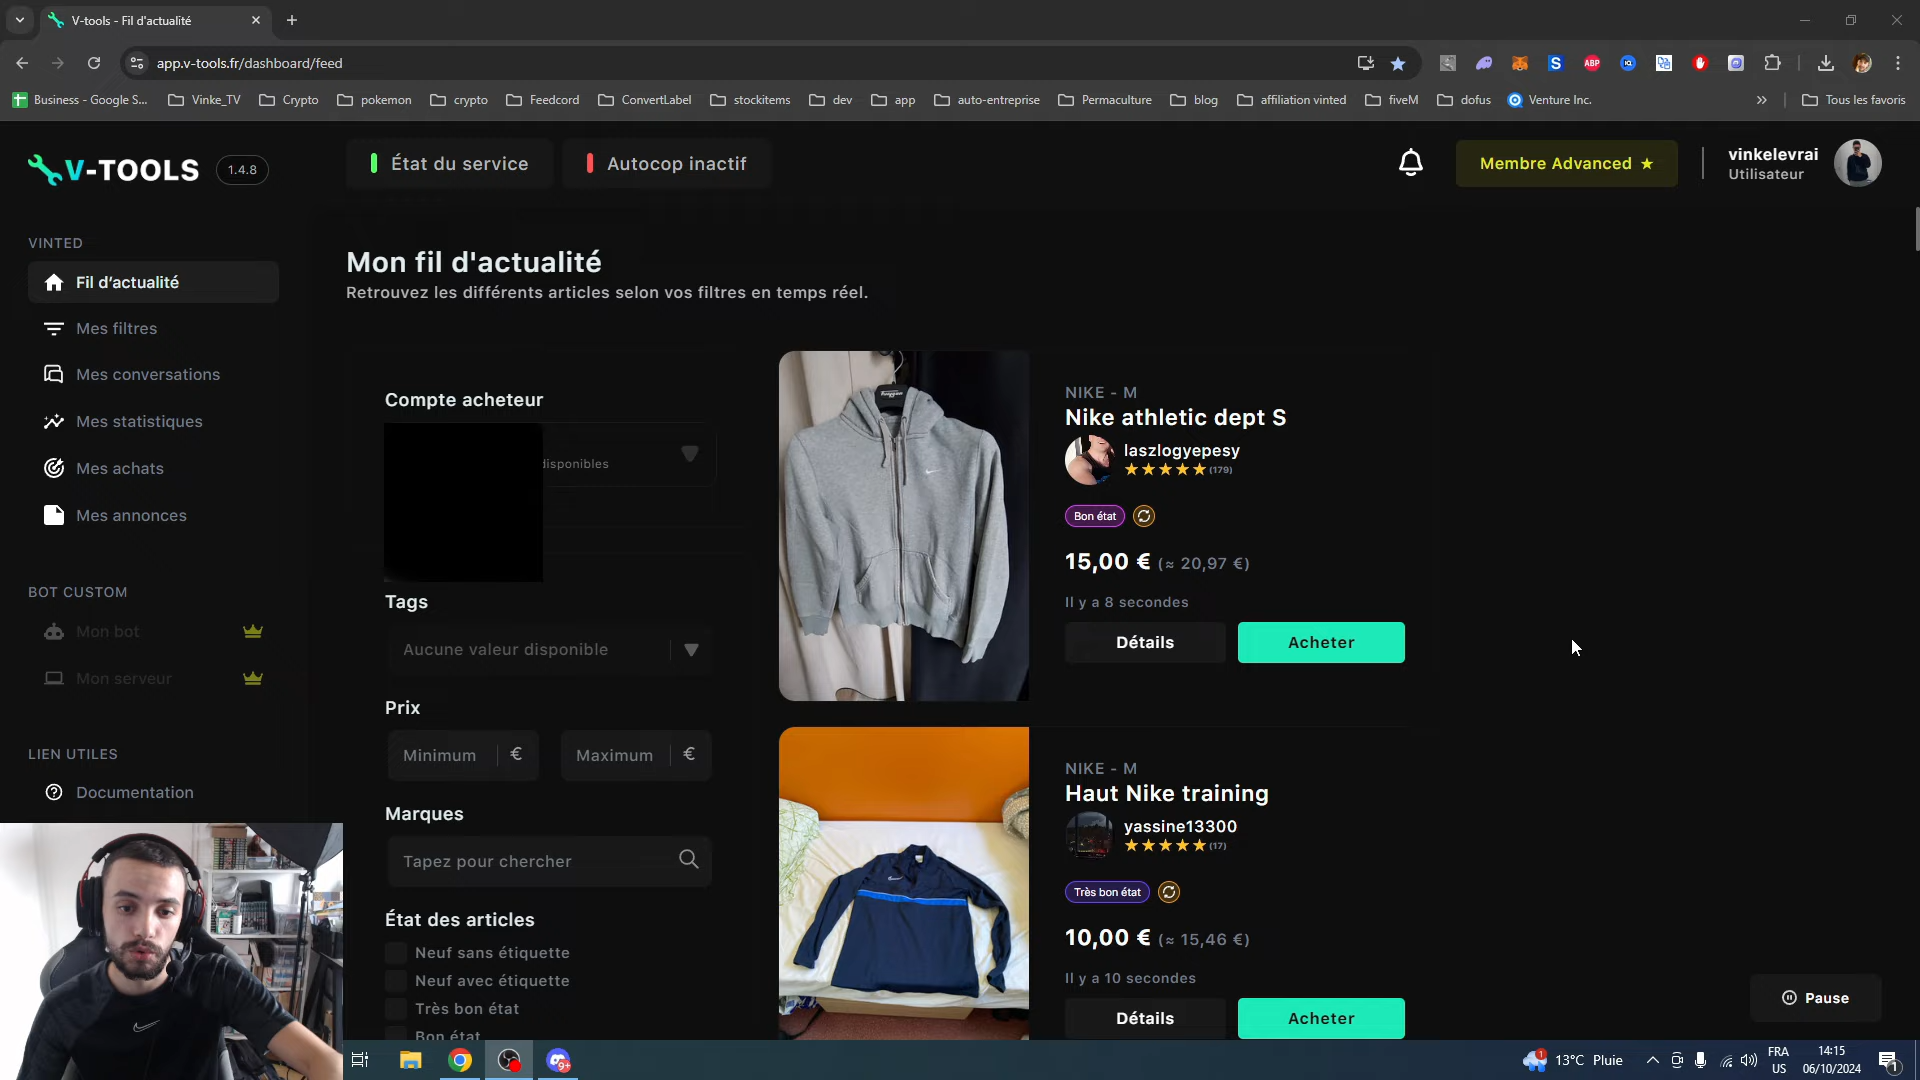 V-tools - Fil d'actualité
app.v-tools.fr/dashboard/feed
Business - Google S...
Vinke_TV
Crypto
pokemon
crypto
Feedcord
ConvertLabel
stockitems
dev
app
auto-entreprise
Permaculture
blog
affiliation vinted
fiveM
dofus
Venture Inc.
»
Tous les favoris
V-TOOLS
1.4.8
État du service
Autocop inactif
Membre Advanced ★
vinkelevrai
Utilisateur
VINTED
Fil d'actualité
Mes filtres
Mes conversations
Mes statistiques
Mes achats
Mes annonces
BOT CUSTOM
Mon bot
Mon serveur
LIEN UTILES
Documentation
Mon fil d'actualité
Retrouvez les différents articles selon vos filtres en temps réel.
Compte acheteur
disponibles
Tags
Aucune valeur disponible
Prix
Minimum €
Maximum €
Marques
Tapez pour chercher
État des articles
Neuf sans étiquette
Neuf avec étiquette
Très bon état
Bon état
NIKE - M
Nike athletic dept S
laszlogyepesy
★★★★★ (179)
Bon état
15,00 € (≈ 20,97 €)
Il y a 8 secondes
Détails
Acheter
NIKE - M
Haut Nike training
yassine13300
★★★★★ (17)
Très bon état
10,00 € (≈ 15,46 €)
Il y a 10 secondes
Détails
Acheter
Pause
9+
1
13°C Pluie
FRA
US
14:15
06/10/2024
1